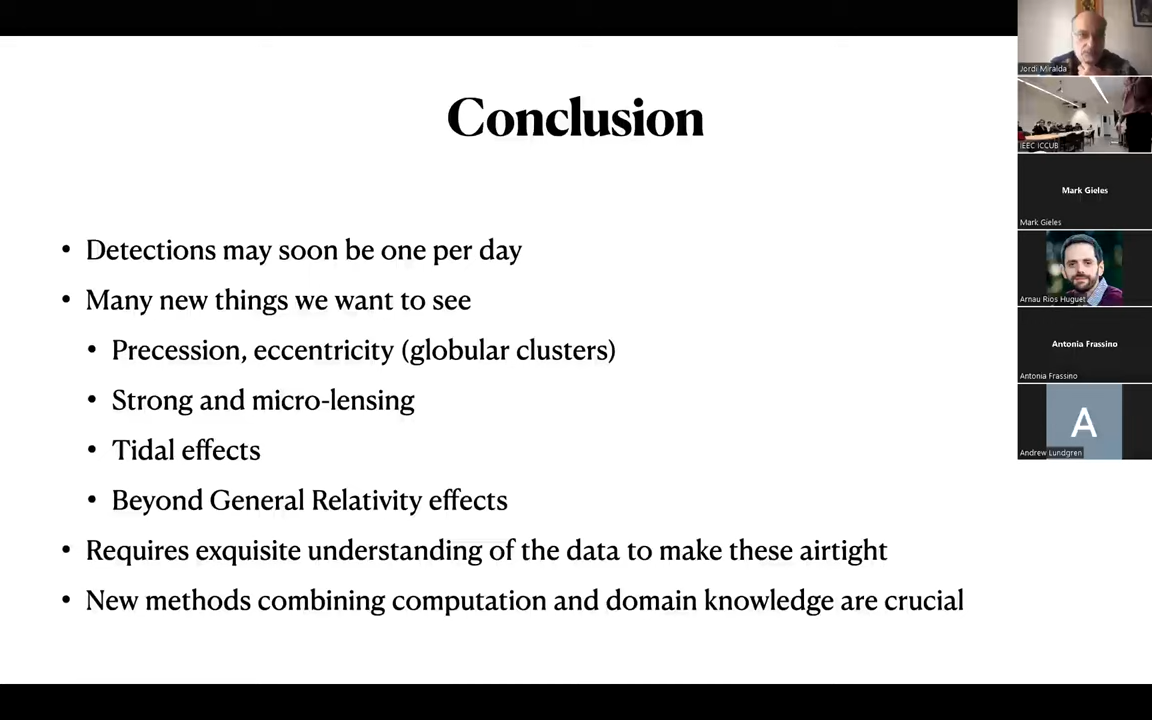 Conclusion
• Detections may soon be one per day
• Many new things we want to see
• Precession, eccentricity (globular clusters)
• Strong and micro-lensing
• Tidal effects
• Beyond General Relativity effects
• Requires exquisite understanding of the data to make these airtight
• New methods combining computation and domain knowledge are crucial
Jordi Miralda
IEEC ICCUB
Mark Gieles
Mark Gieles
Arnau Rios Huguet
Antonia Frassino
Antonia Frassino
A
Andrew Lundgren